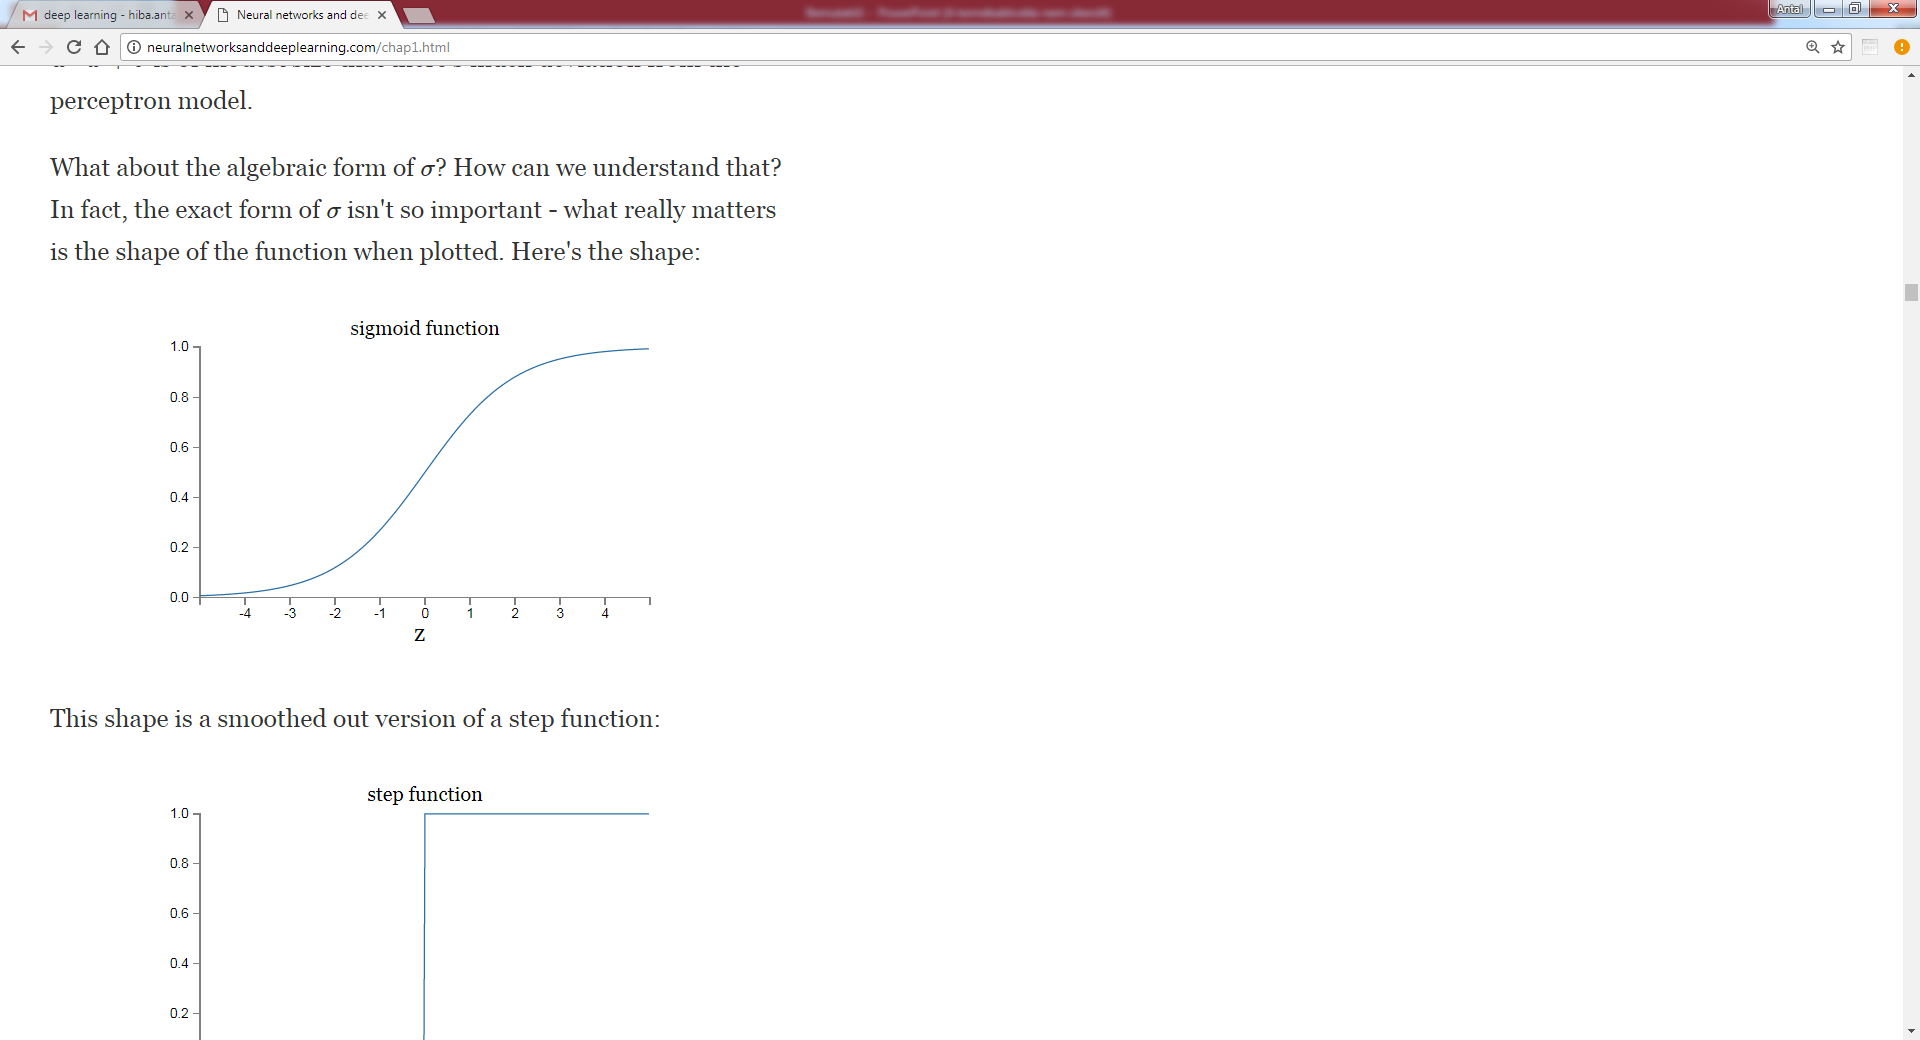 deep learning - hiba.anta
Neural networks and dee
Antal
neuralnetworksanddeeplearning.com/chap1.html
perceptron model.
What about the algebraic form of σ? How can we understand that?
In fact, the exact form of σ isn't so important - what really matters
is the shape of the function when plotted. Here's the shape:
sigmoid function
1.0
0.8
0.6
0.4
0.2
0.0
-4 -3 -2 -1 0 1 2 3 4
z
This shape is a smoothed out version of a step function:
step function
1.0
0.8
0.6
0.4
0.2